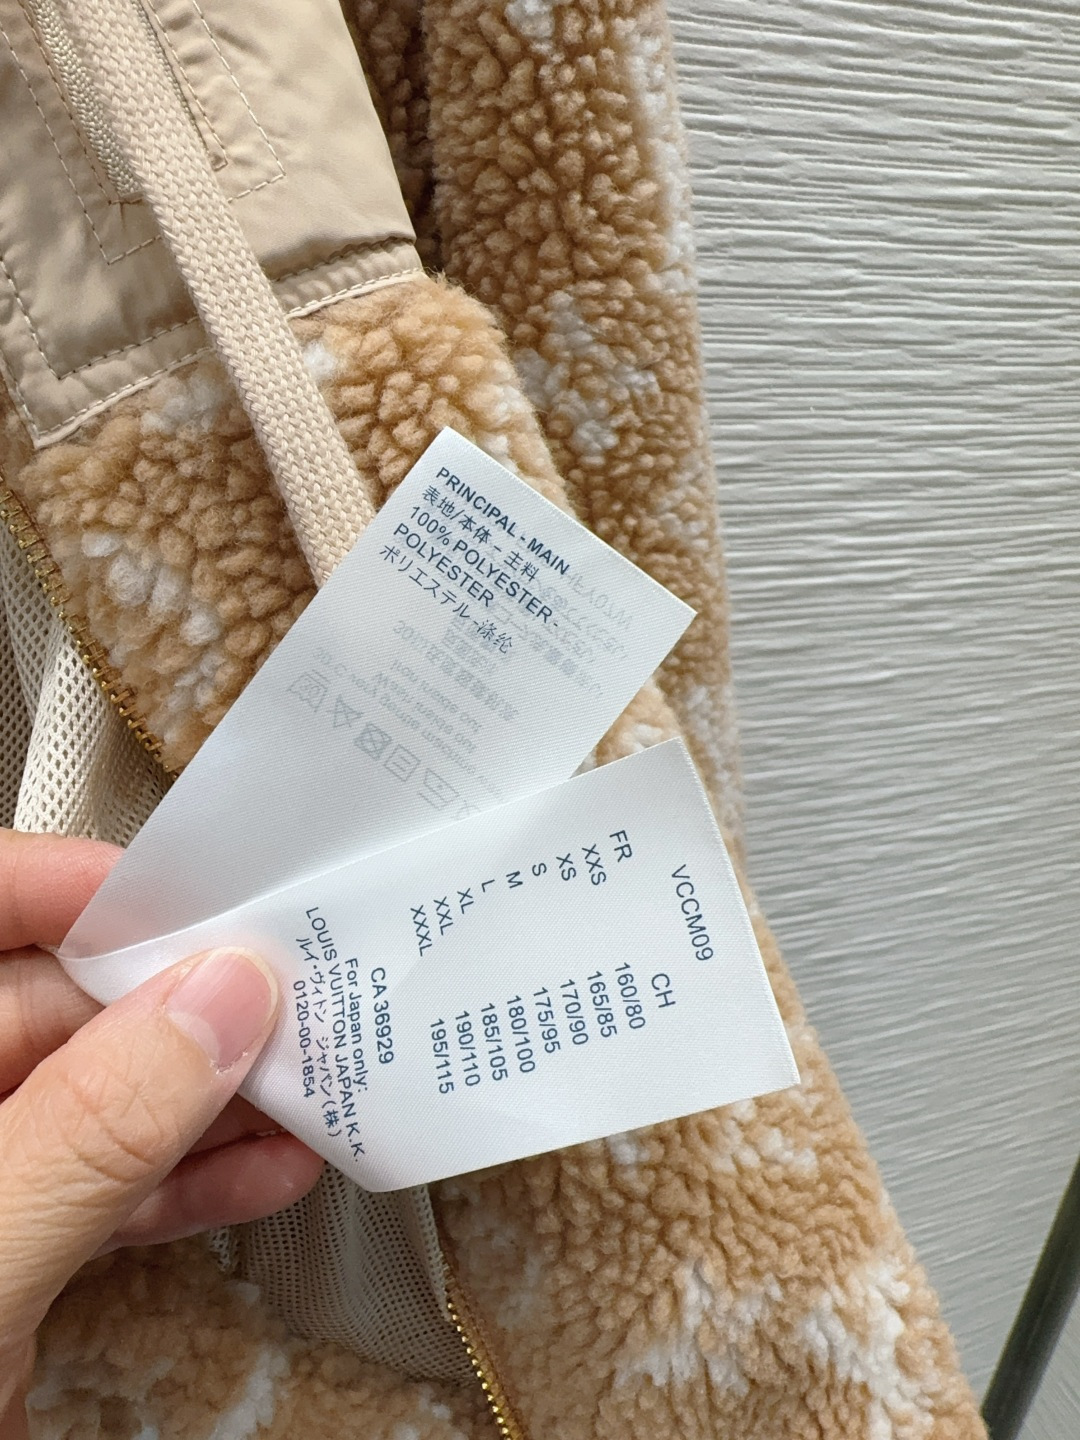 PRINCIPAL - MAIN
表地/本体 - 主料
100% POLYESTER -
POLYESTER
ポリエステル -涤纶
VCCM09
FR CH
XXS 160/80
XS 165/85
S 170/90
M 175/95
L 180/100
XL 185/105
XXL 190/110
XXXL 195/115
CA 36929
For Japan only:
LOUIS VUITTON JAPAN K.K.
ルイ・ヴィトン ジャパン(株)
0120-00-1854